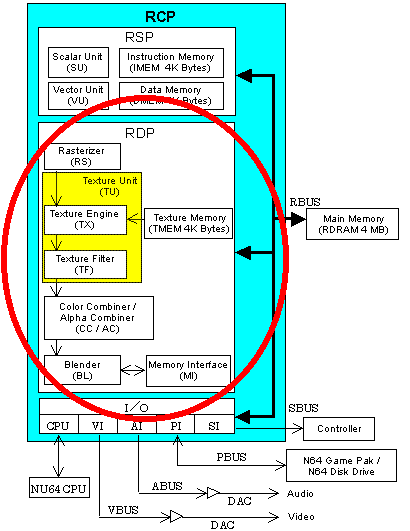 RCP
RSP
Scalar Unit
(SU)
Instruction Memory
(IMEM 4K Bytes)
Vector Unit
(VU)
Data Memory
(DMEM 4K Bytes)
RDP
Rasterizer
(RS)
Texture Unit
(TU)
Texture Engine
(TX)
Texture Memory
(TMEM 4K Bytes)
Texture Filter
(TF)
Color Combiner /
Alpha Combiner
(CC / AC)
Blender
(BL)
Memory Interface
(MI)
RBUS
Main Memory
(RDRAM 4 MB)
I/O
CPU
VI
AI
PI
SI
SBUS
Controller
PBUS
N64 Game Pak /
N64 Disk Drive
NU64 CPU
ABUS
DAC
Audio
VBUS
DAC
Video